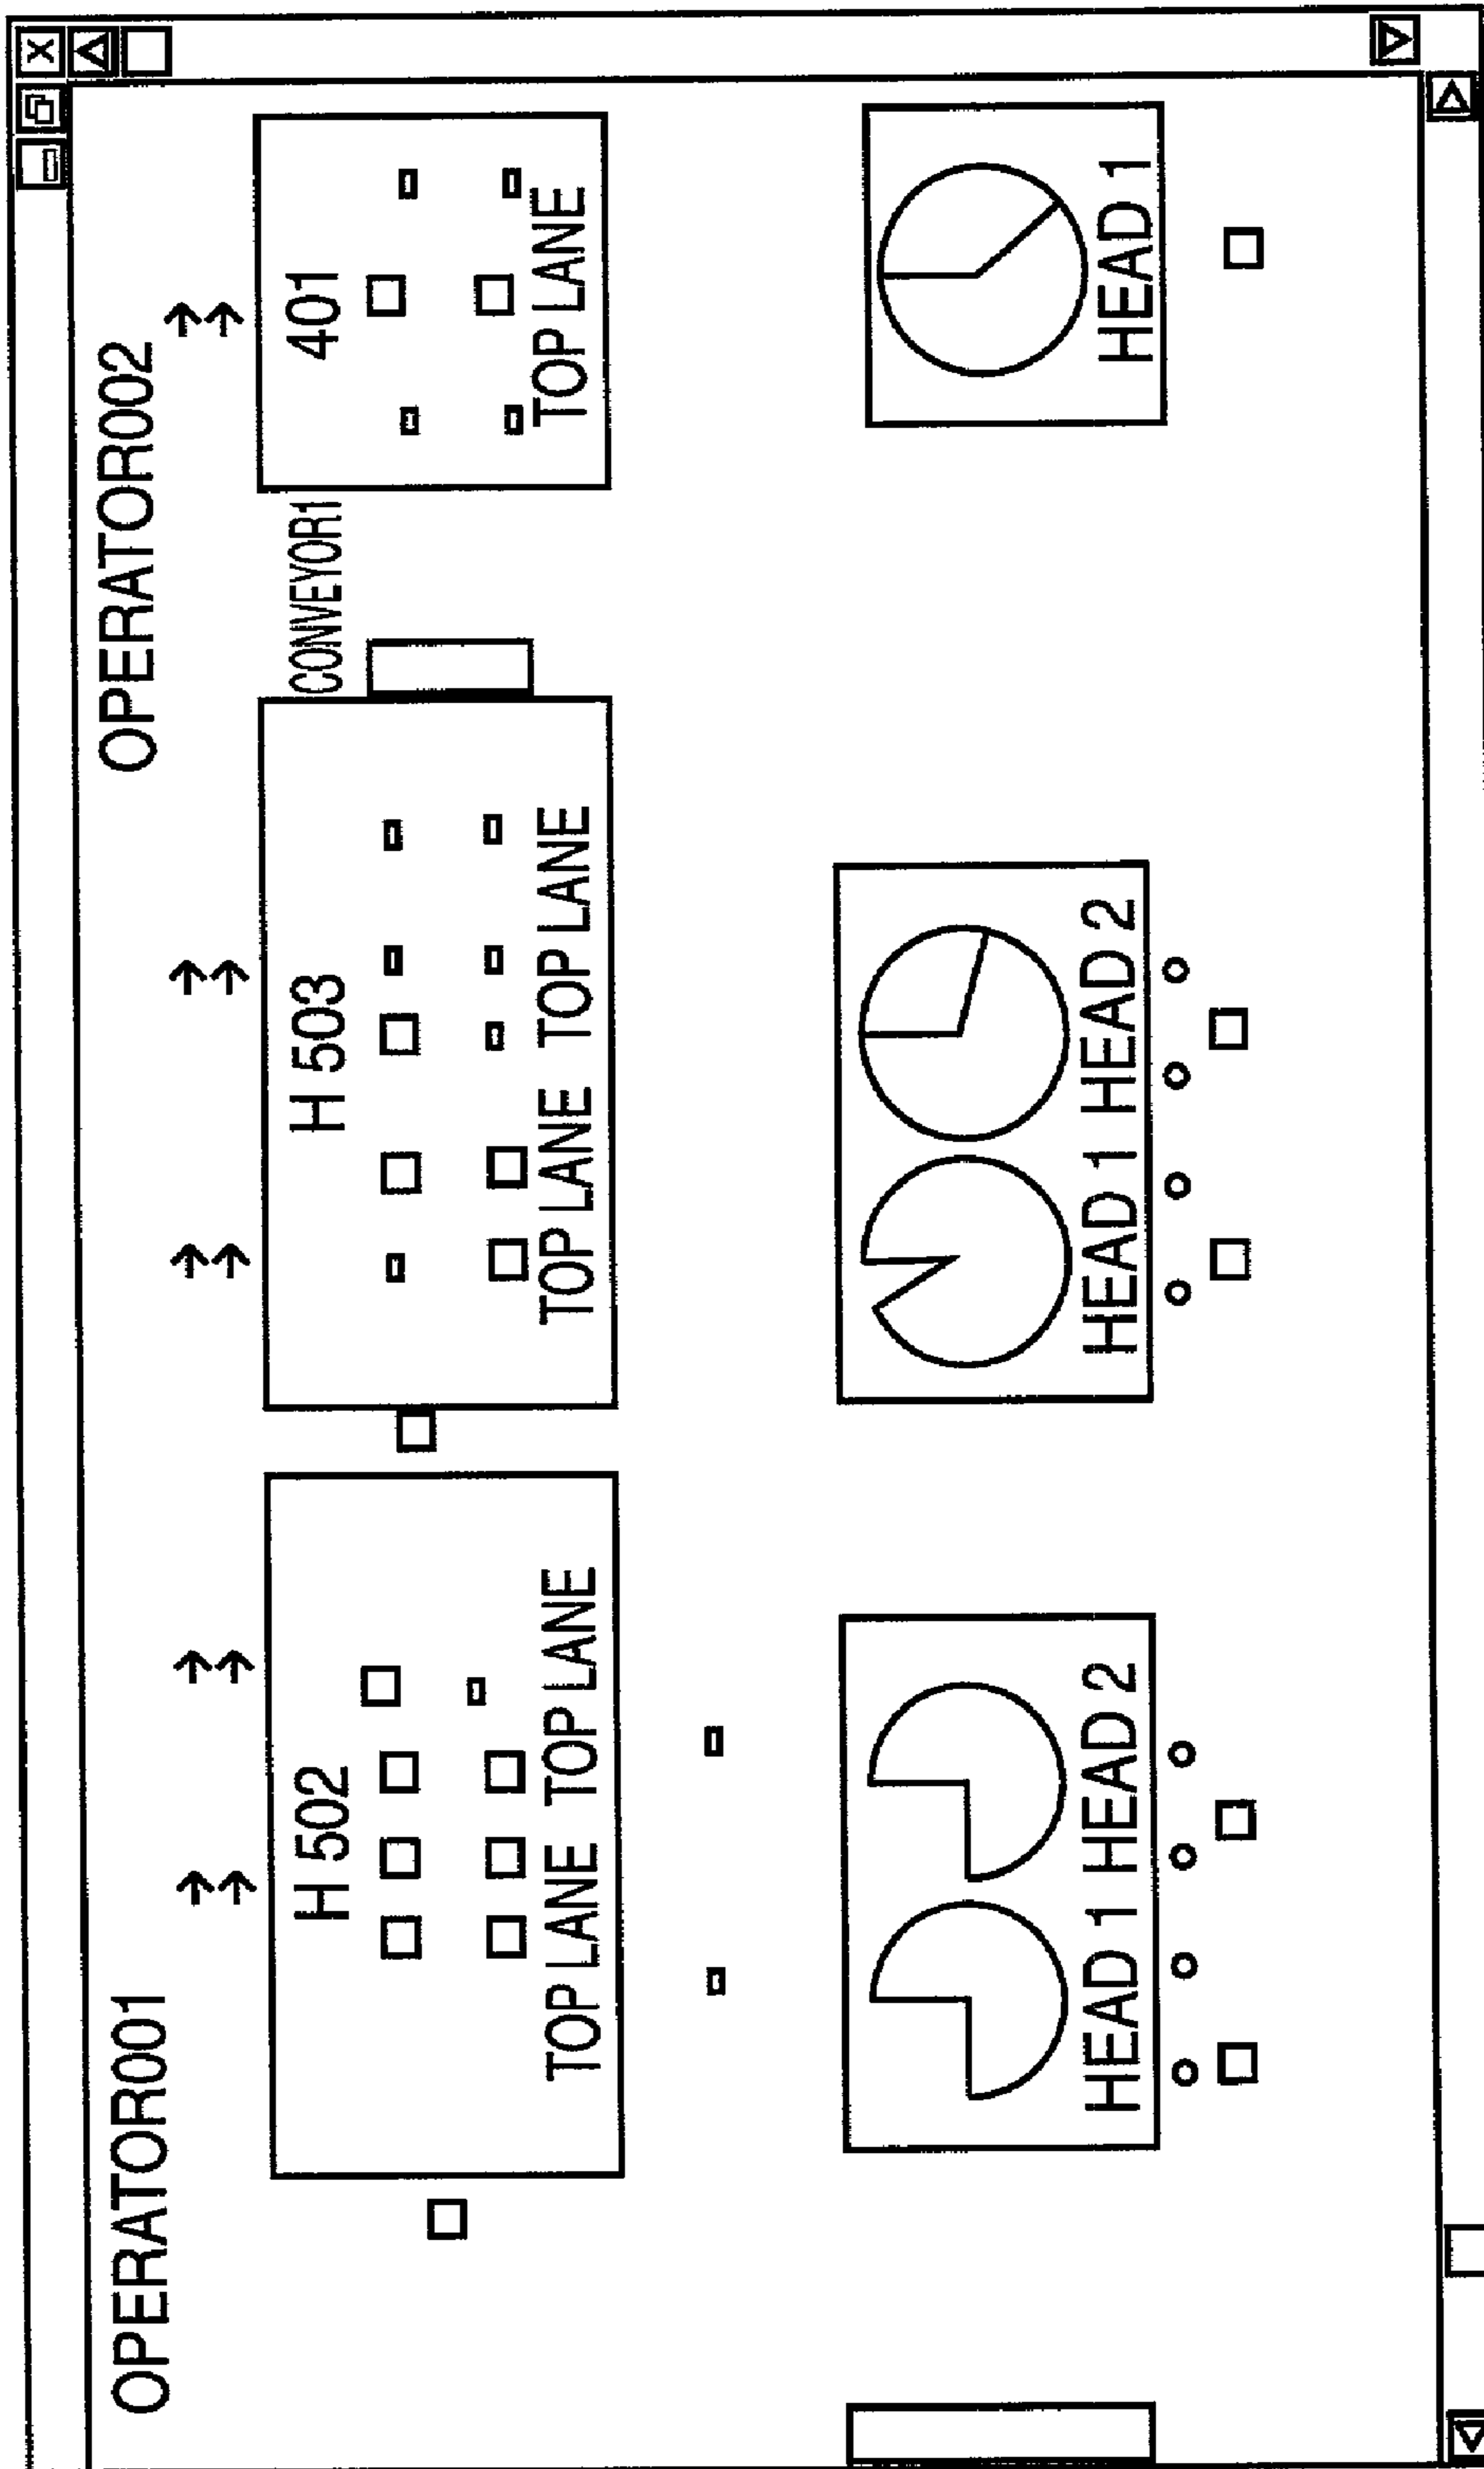 OPERATOR001
OPERATOR002
H 502
H 503
CONVEYOR1
401
TOP LANE TOP LANE
TOP LANE TOP LANE
TOP LANE
HEAD 1 HEAD 2
HEAD 1 HEAD 2
HEAD 1